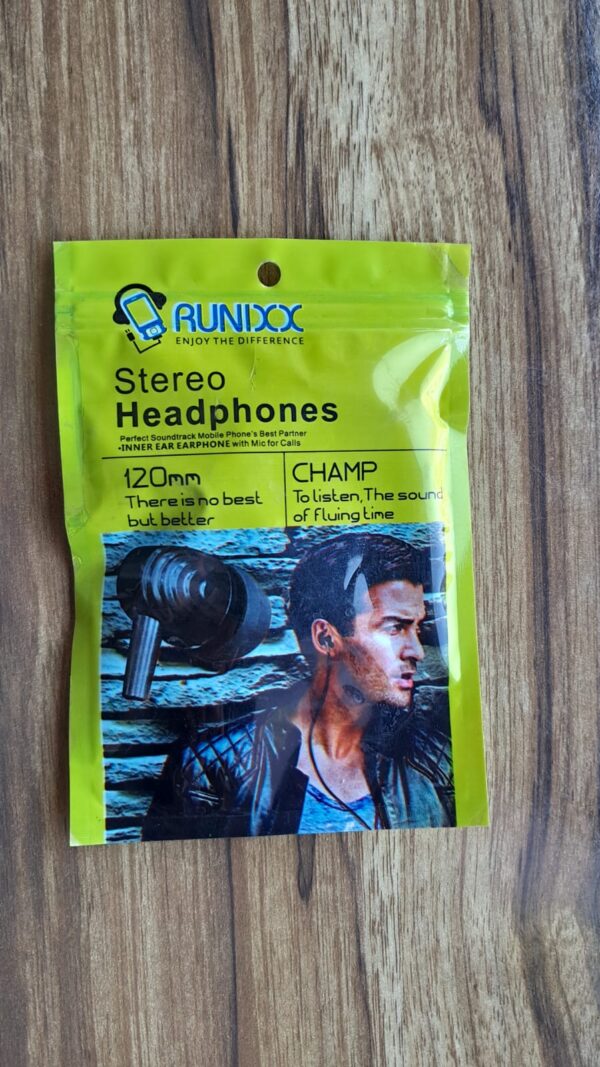 RUNIXX
ENJOY THE DIFFERENCE
Stereo
Headphones
Perfect Soundtrack Mobile Phone's Best Partner
•INNER EAR EARPHONE with Mic for Calls
120mm
There is no best
but better
CHAMP
To listen,The sound
of fluing time